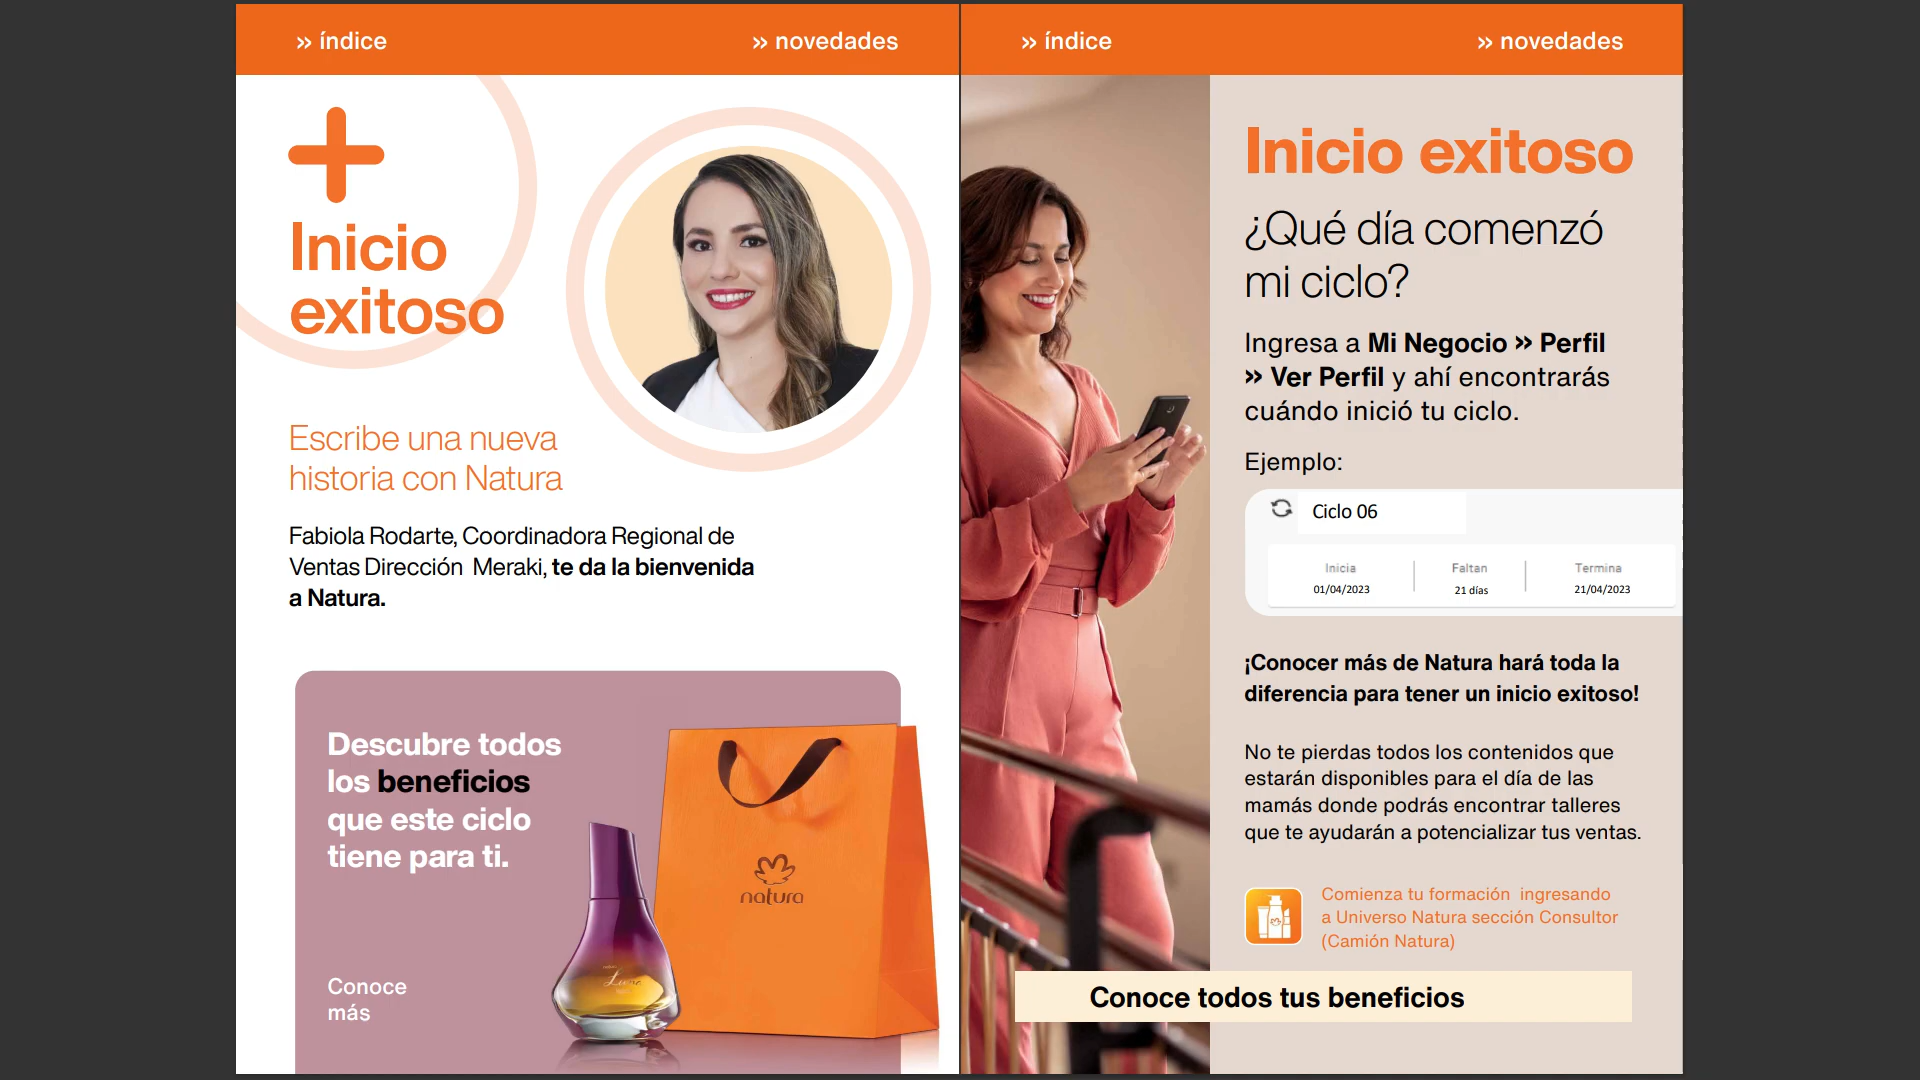 » índice
» novedades
Inicio
exitoso
Escribe una nueva
historia con Natura
Fabiola Rodarte, Coordinadora Regional de
Ventas Dirección  Meraki, te da la bienvenida
a Natura.
Descubre todos
los beneficios
que este ciclo
tiene para ti.
natura
Luna
Conoce
más
» índice
» novedades
Inicio exitoso
¿Qué día comenzó
mi ciclo?
Ingresa a Mi Negocio » Perfil
» Ver Perfil y ahí encontrarás
cuándo inició tu ciclo.
Ejemplo:
Ciclo 06
Inicia Faltan Termina
01/04/2023 21 días 21/04/2023
¡Conocer más de Natura hará toda la
diferencia para tener un inicio exitoso!
No te pierdas todos los contenidos que
estarán disponibles para el día de las
mamás donde podrás encontrar talleres
que te ayudarán a potencializar tus ventas.
Comienza tu formación  ingresando
a Universo Natura sección Consultor
(Camión Natura)
Conoce todos tus beneficios